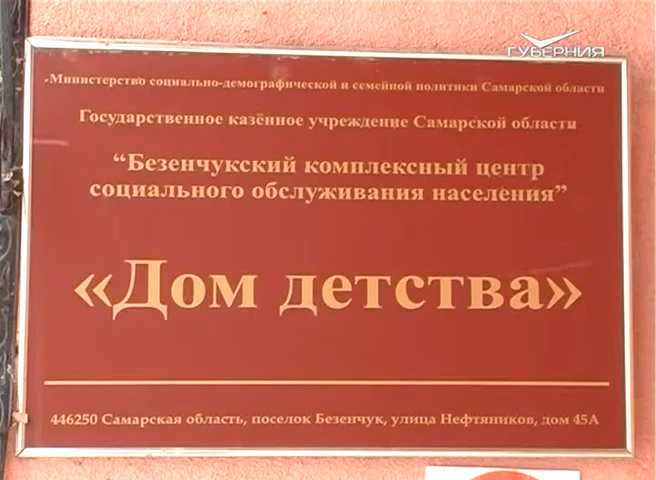 ГУБЕРНИЯ
Министерство социально-демографической и семейной политики Самарской области
Государственное казённое учреждение Самарской области
“Безенчукский комплексный центр
социального обслуживания населения”
«Дом детства»
446250 Самарская область, поселок Безенчук, улица Нефтяников, дом 45А